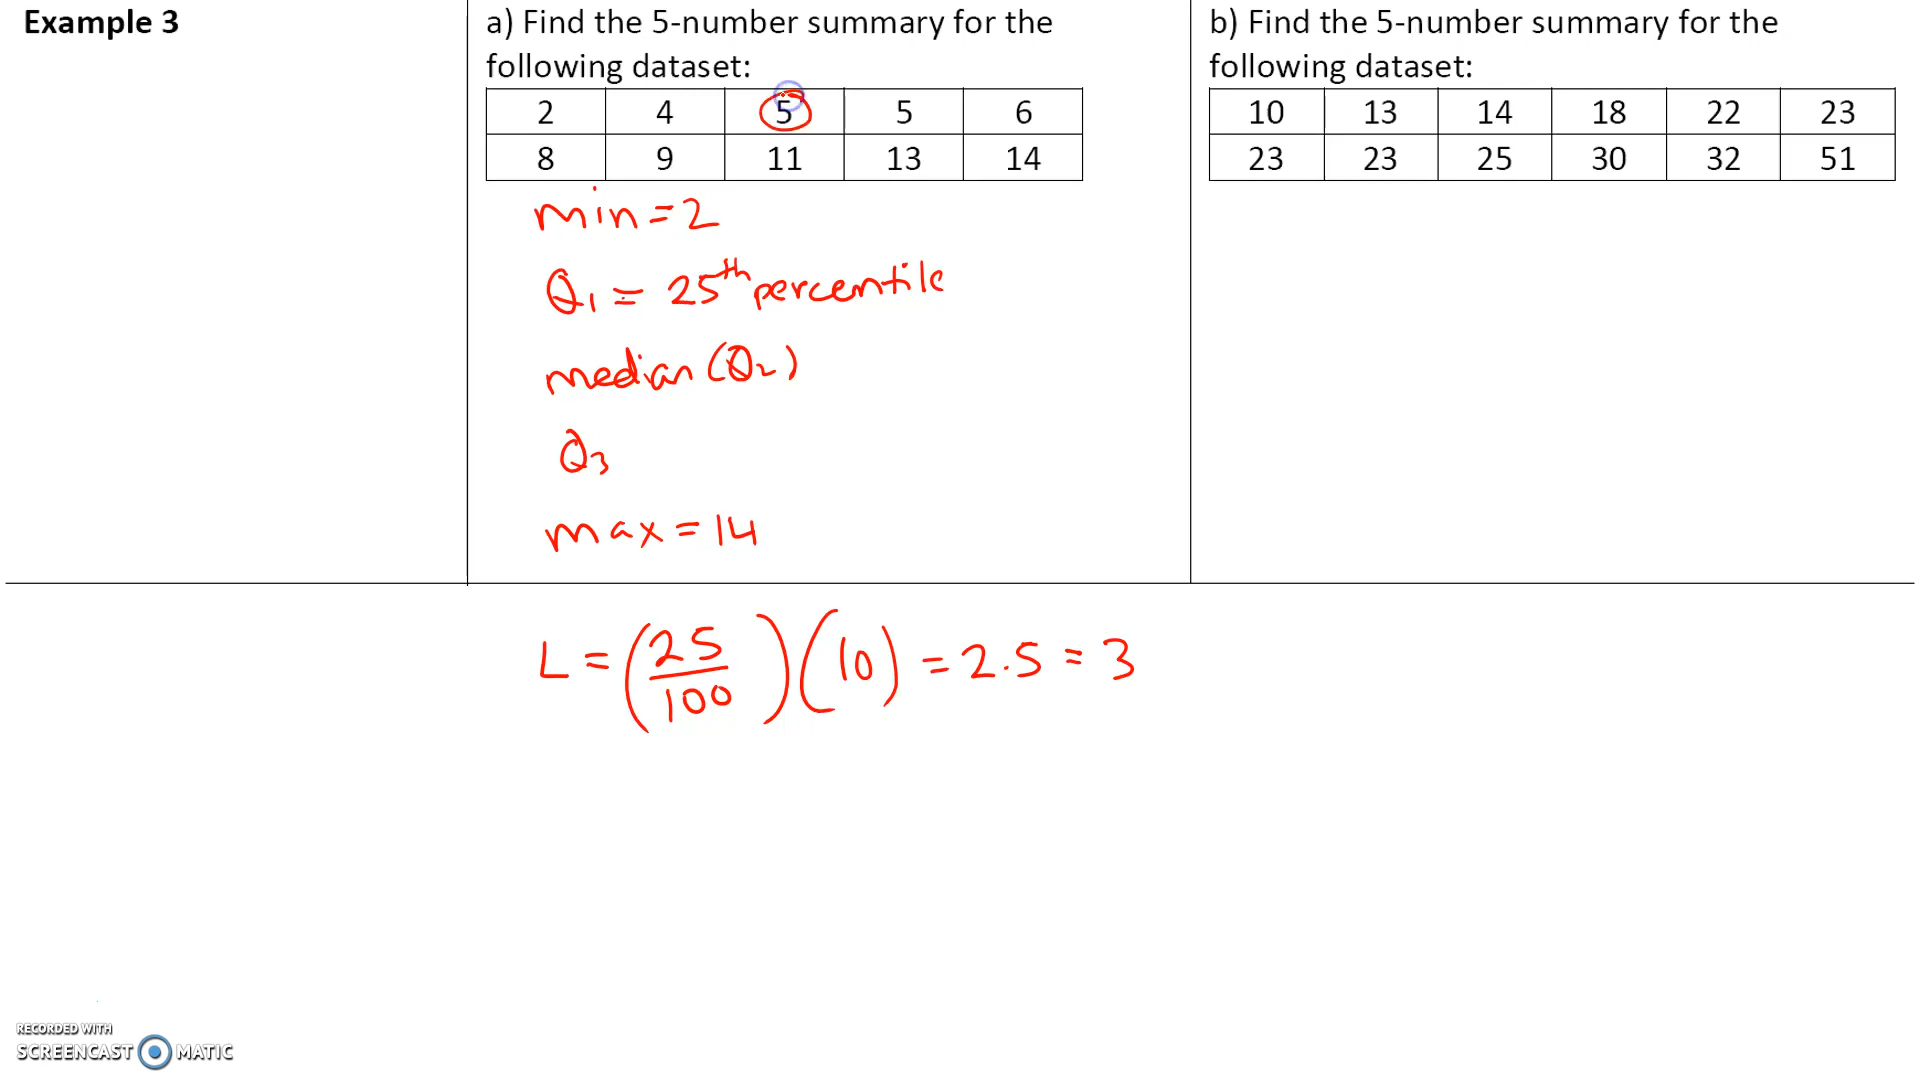 Example 3
a) Find the 5-number summary for the
following dataset:
2 4 5 5 6
8 9 11 13 14
min = 2
Q1 = 25th percentile
median (Q2)
Q3
max = 14
b) Find the 5-number summary for the
following dataset:
10 13 14 18 22 23
23 23 25 30 32 51
L = (25/100)(10) = 2.5 = 3
RECORDED WITH
SCREENCAST MATIC